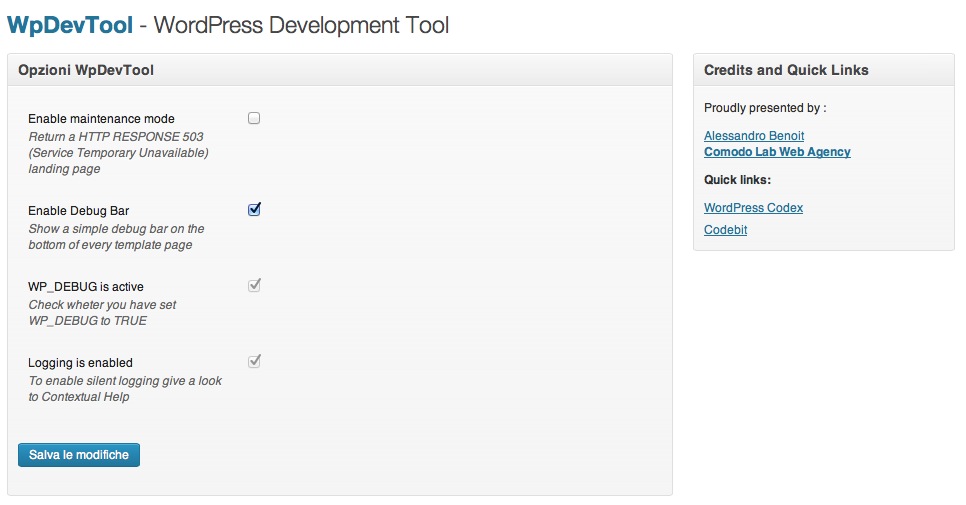 WpDevTool - WordPress Development Tool
Opzioni WpDevTool
Enable maintenance mode
Return a HTTP RESPONSE 503
(Service Temporary Unavailable)
landing page
Enable Debug Bar
Show a simple debug bar on the
bottom of every template page
WP_DEBUG is active
Check wheter you have set
WP_DEBUG to TRUE
Logging is enabled
To enable silent logging give a look
to Contextual Help
Salva le modifiche
Credits and Quick Links
Proudly presented by :
Alessandro Benoit
Comodo Lab Web Agency
Quick links:
WordPress Codex
Codebit